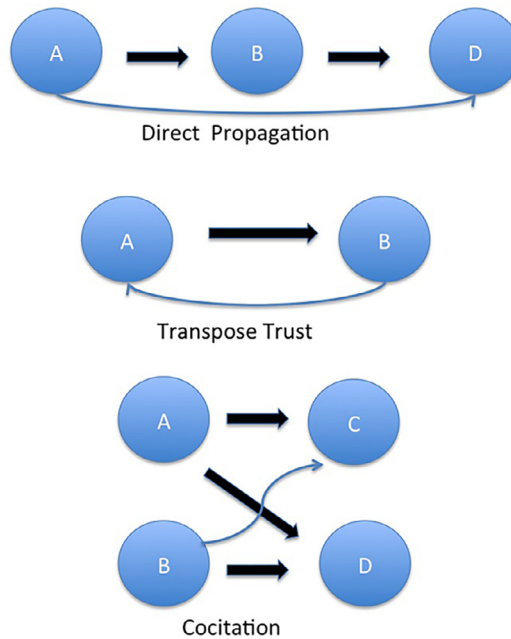 A B D
Direct Propagation
A B
Transpose Trust
A C
B D
Cocitation